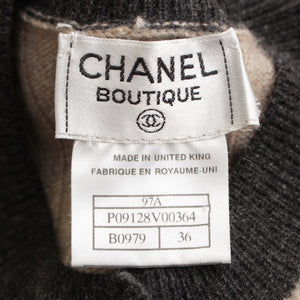 CHANEL
BOUTIQUE
MADE IN UNITED KING
FABRIQUE EN ROYAUME-UNI
97A
P09128V00364
B0979 36